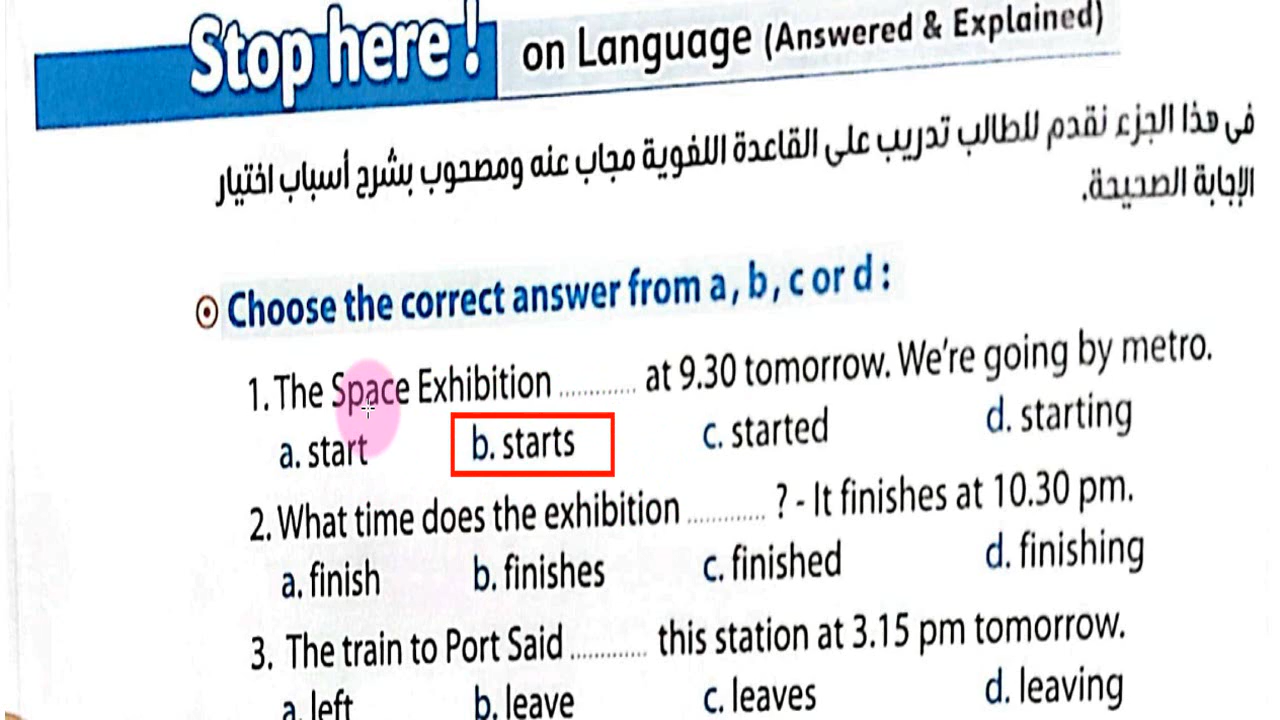 Stop here! on Language (Answered & Explained)
فى هذا الجزء نقدم للطالب تدريب على القاعدة اللغوية مجاب عنه ومصحوب بشرح أسباب اختيار
الإجابة الصحيحة.
Choose the correct answer from a, b, c or d :
1. The Space Exhibition ............ at 9.30 tomorrow. We're going by metro.
a. start b. starts c. started d. starting
2. What time does the exhibition ............ ? - It finishes at 10.30 pm.
a. finish b. finishes c. finished d. finishing
3. The train to Port Said ............ this station at 3.15 pm tomorrow.
a. left b. leave c. leaves d. leaving